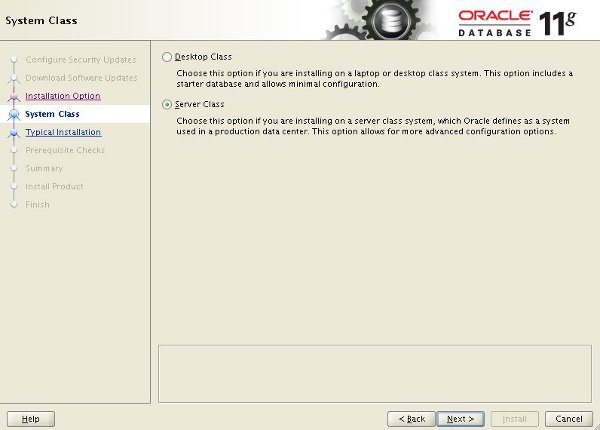 System Class
ORACLE
DATABASE
11g
Configure Security Updates
Download Software Updates
Installation Option
System Class
Typical Installation
Prerequisite Checks
Summary
Install Product
Finish
Desktop Class
Choose this option if you are installing on a laptop or desktop class system. This option includes a
starter database and allows minimal configuration.
Server Class
Choose this option if you are installing on a server class system, which Oracle defines as a system
used in a production data center. This option allows for more advanced configuration options.
Help
< Back
Next >
Install
Cancel